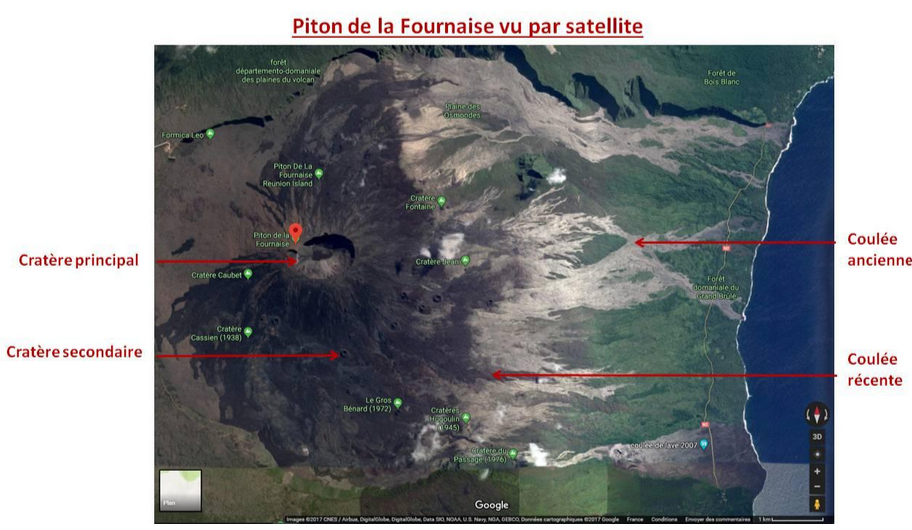 Piton de la Fournaise vu par satellite
forêt
départemento-domaniale
des plaines du volcan
Forêt de
Bois Blanc
Plaine des
Osmondes
Formica Leo
Piton De La
Fournaise
Reunion Island
Cratère
Fontaine
Piton de la
Fournaise
Coulée
ancienne
Cratère principal
Cratère Jean
Cratère Caubet
Forêt
domaniale du
Grand Brûlé
Cratère
Cassien (1938)
Cratère secondaire
Coulée
récente
Le Gros
Bénard (1972)
Cratères
Hugoulin
(1945)
coulée de lave 2007
Cratère du
Passage (1976)
3D
Plan
Google
Images ©2017 CNES / Airbus, DigitalGlobe, DigitalGlobe, Data SIO, NOAA, U.S. Navy, NGA, GEBCO, Données cartographiques ©2017 Google France Conditions Envoyer des commentaires 1 km